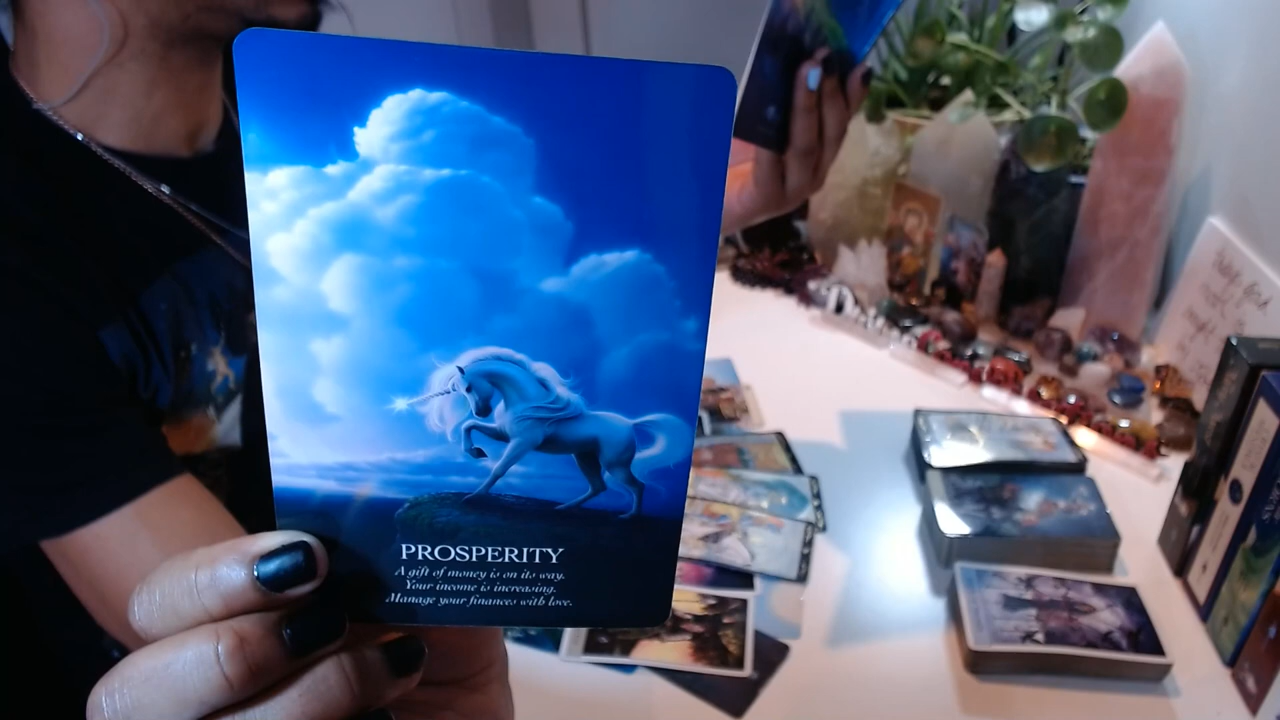 PROSPERITY
A gift of money is on its way.
Your income is increasing.
Manage your finances with love.